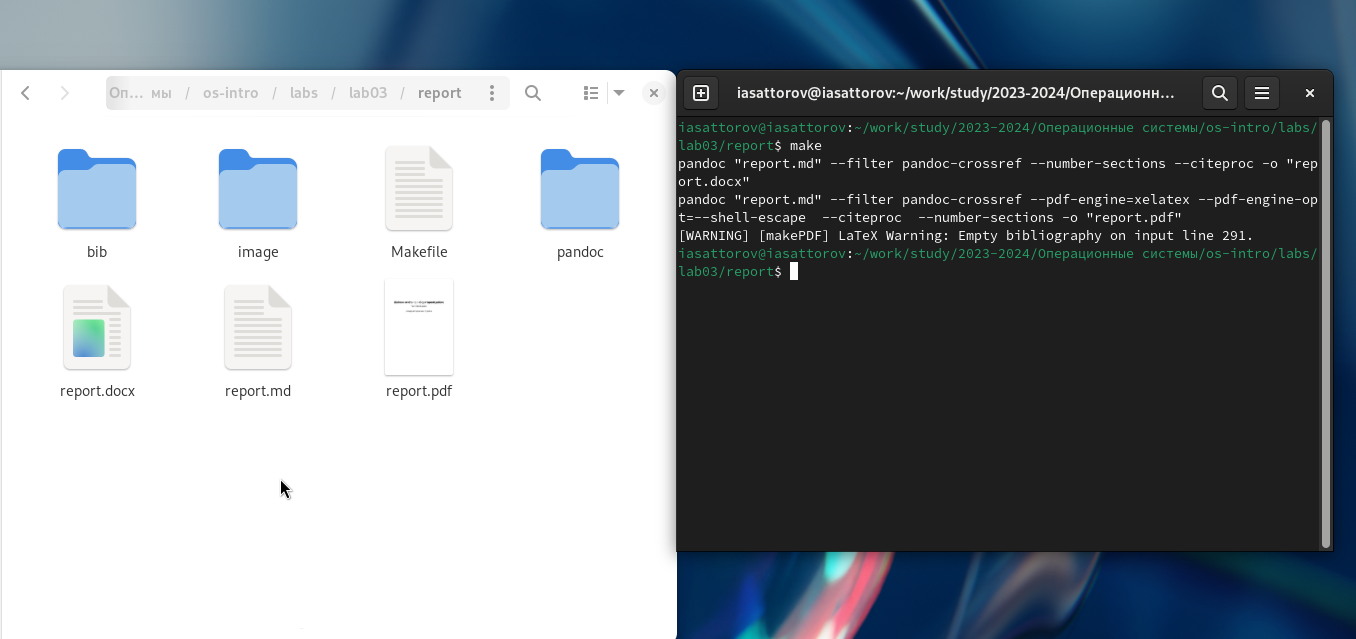 Оп... мы / os-intro / labs / lab03 / report
bib
image
Makefile
pandoc
report.docx
report.md
report.pdf
iasattorov@iasattorov:~/work/study/2023-2024/Операционн...
iasattorov@iasattorov:~/work/study/2023-2024/Операционные системы/os-intro/labs/
lab03/report$ make
pandoc "report.md" --filter pandoc-crossref --number-sections --citeproc -o "rep
ort.docx"
pandoc "report.md" --filter pandoc-crossref --pdf-engine=xelatex --pdf-engine-op
t=--shell-escape  --citeproc  --number-sections -o "report.pdf"
[WARNING] [makePDF] LaTeX Warning: Empty bibliography on input line 291.
iasattorov@iasattorov:~/work/study/2023-2024/Операционные системы/os-intro/labs/
lab03/report$